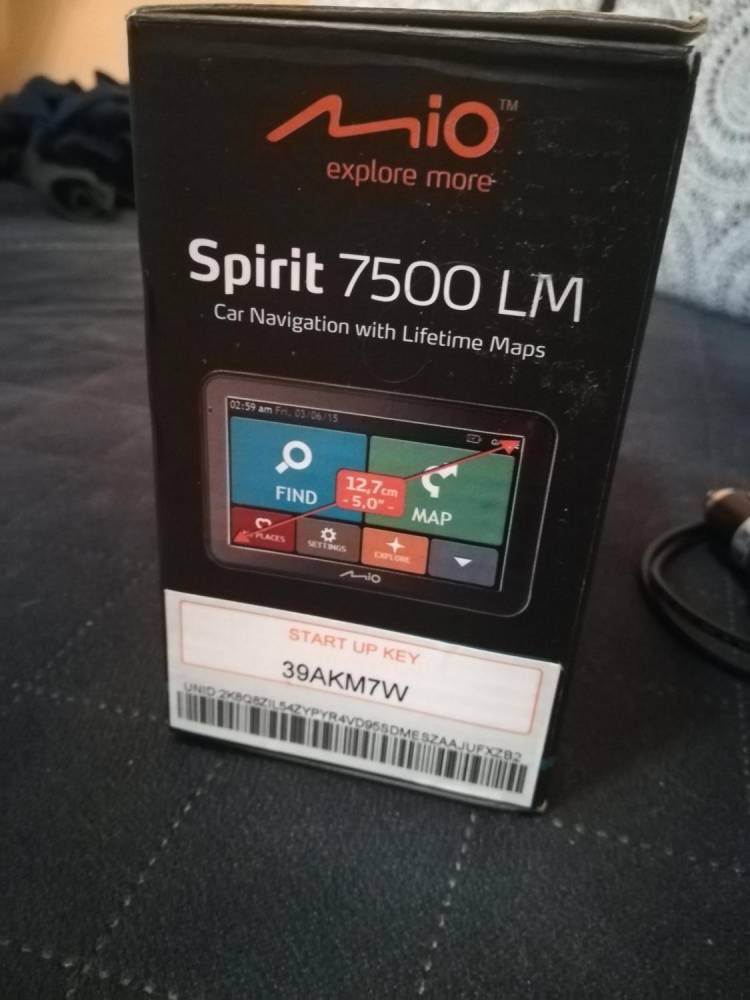 MiO™
explore more
Spirit 7500 LM
Car Navigation with Lifetime Maps
02:59 am Fri, 03/06/15
FIND
MAP
12,7cm
- 5,0" -
PLACES
SETTINGS
EXPLORE
MiO
START UP KEY
39AKM7W